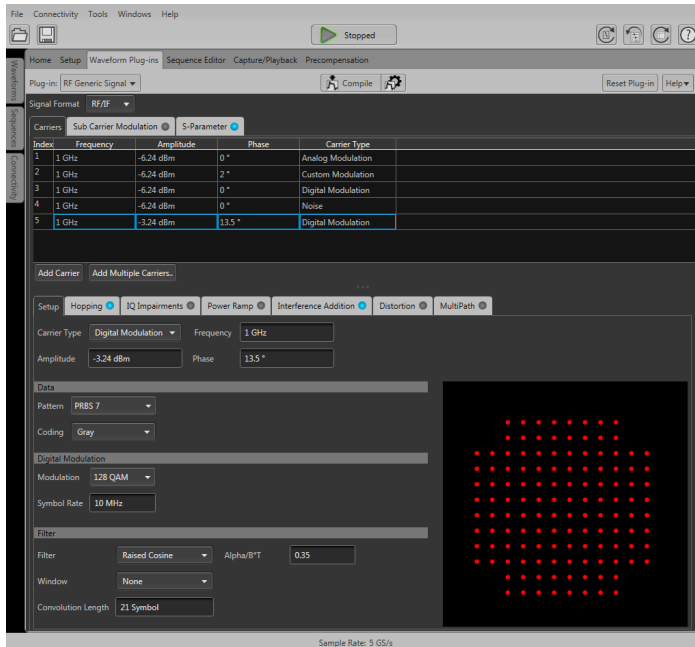 File Connectivity Tools Windows Help
Stopped
Home Setup Waveform Plug-ins Sequence Editor Capture/Playback Precompensation
Plug-in: RF Generic Signal Compile Reset Plug-in Help
Signal Format RF/IF
Waveforms
Sequences
Connectivity
Carriers Sub Carrier Modulation S-Parameter
Index Frequency Amplitude Phase Carrier Type
1 1 GHz -6.24 dBm 0 ° Analog Modulation
2 1 GHz -6.24 dBm 2 ° Custom Modulation
3 1 GHz -6.24 dBm 0 ° Digital Modulation
4 1 GHz -6.24 dBm 0 ° Noise
5 1 GHz -3.24 dBm 13.5 ° Digital Modulation
Add Carrier Add Multiple Carriers..
Setup Hopping IQ Impairments Power Ramp Interference Addition Distortion MultiPath
Carrier Type Digital Modulation Frequency 1 GHz
Amplitude -3.24 dBm Phase 13.5 °
Data
Pattern PRBS 7
Coding Gray
Digital Modulation
Modulation 128 QAM
Symbol Rate 10 MHz
Filter
Filter Raised Cosine Alpha/B*T 0.35
Window None
Convolution Length 21 Symbol
Sample Rate: 5 GS/s